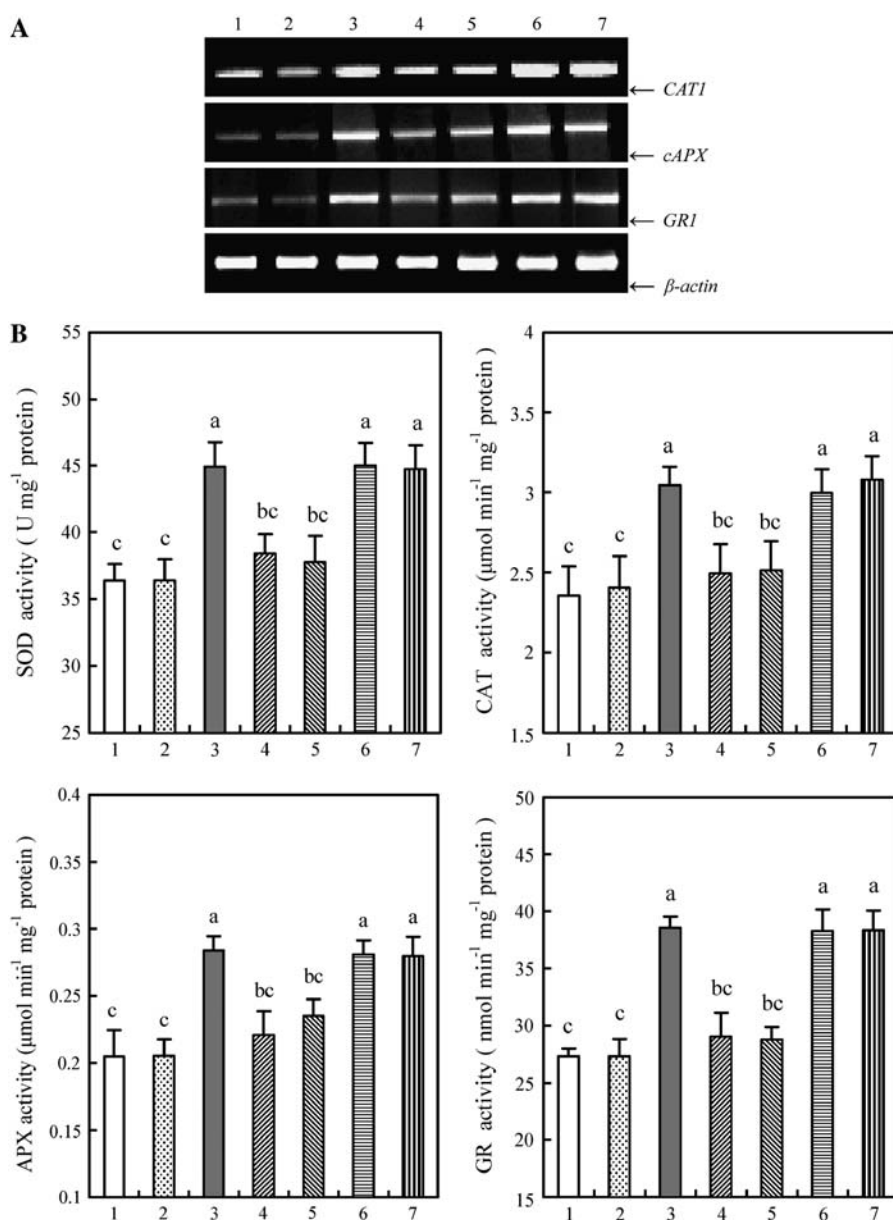 A
1 2 3 4 5 6 7
← CAT1
← cAPX
← GR1
← β-actin
B
SOD activity ( U mg⁻¹ protein )
55
50
45
40
35
30
25
c c a bc bc a a
1 2 3 4 5 6 7
CAT activity (μmol min⁻¹ mg⁻¹ protein )
4
3.5
3
2.5
2
1.5
c c a bc bc a a
1 2 3 4 5 6 7
APX activity (μmol min⁻¹ mg⁻¹ protein )
0.4
0.3
0.3
0.25
0.2
0.15
0.1
c c a bc bc a a
1 2 3 4 5 6 7
GR activity ( nmol min⁻¹ mg⁻¹ protein )
50
45
40
35
30
25
20
15
c c a bc bc a a
1 2 3 4 5 6 7